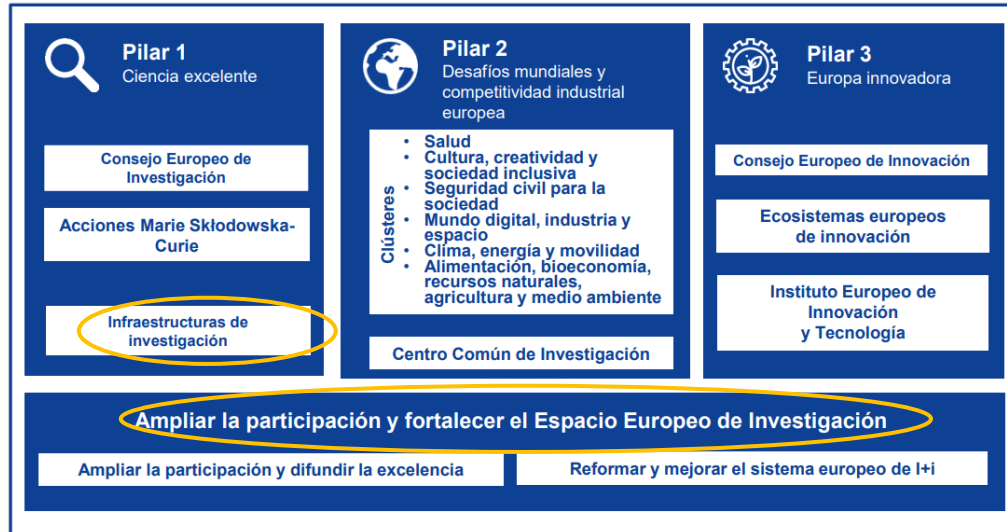 Pilar 1
Ciencia excelente
Consejo Europeo de
Investigación
Acciones Marie Skłodowska-
Curie
Infraestructuras de
investigación
Pilar 2
Desafíos mundiales y
competitividad industrial
europea
Clústeres
• Salud
• Cultura, creatividad y
sociedad inclusiva
• Seguridad civil para la
sociedad
• Mundo digital, industria y
espacio
• Clima, energía y movilidad
• Alimentación, bioeconomía,
recursos naturales,
agricultura y medio ambiente
Centro Común de Investigación
Pilar 3
Europa innovadora
Consejo Europeo de Innovación
Ecosistemas europeos
de innovación
Instituto Europeo de
Innovación
y Tecnología
Ampliar la participación y fortalecer el Espacio Europeo de Investigación
Ampliar la participación y difundir la excelencia
Reformar y mejorar el sistema europeo de I+i